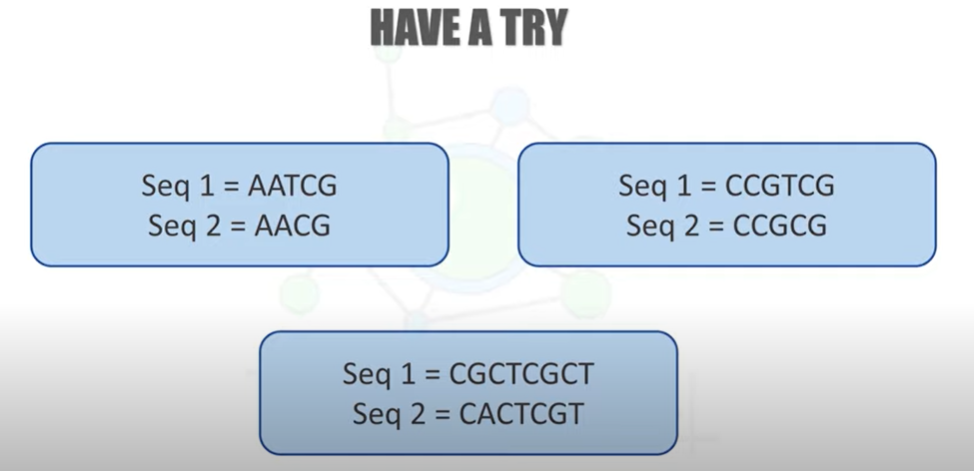 HAVE A TRY
Seq 1 = AATCG
Seq 2 = AACG
Seq 1 = CCGTCG
Seq 2 = CCGCG
Seq 1 = CGCTCGCT
Seq 2 = CACTCGT